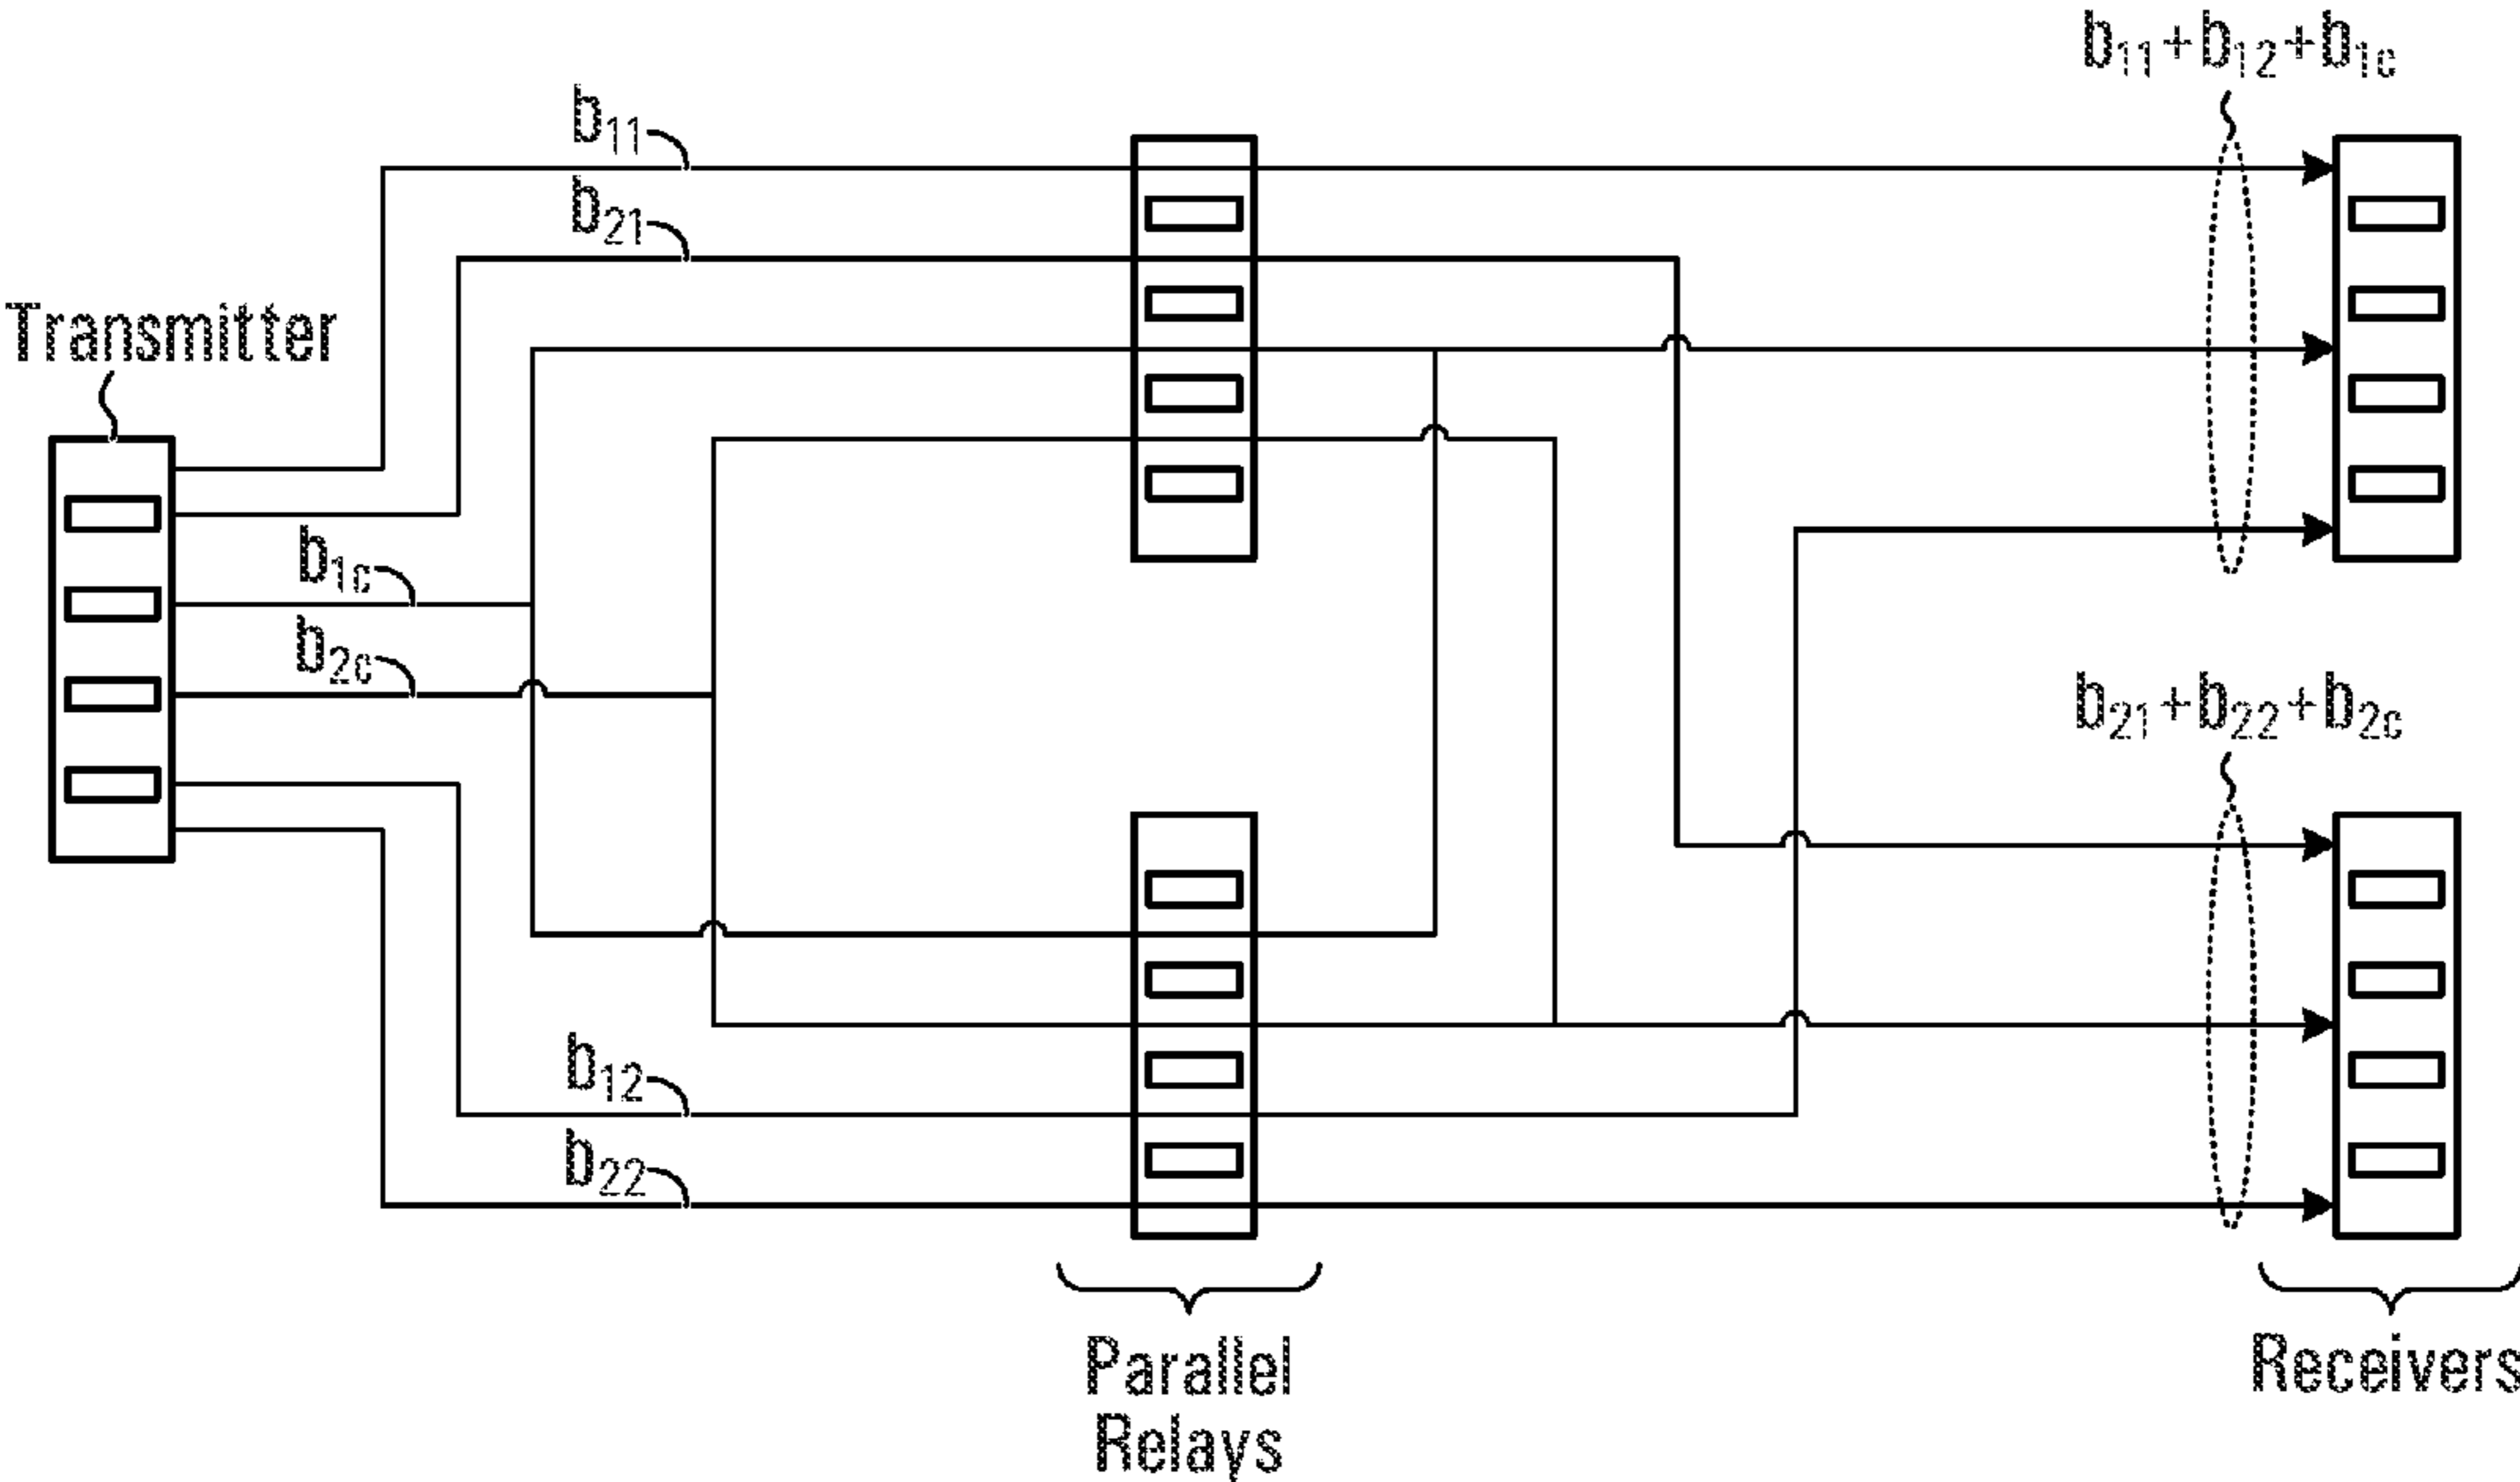 b11+b12+b1c
b11
b21
Transmitter
b1c
b2c
b21+b22+b2c
b12
b22
Parallel
Relays
Receivers